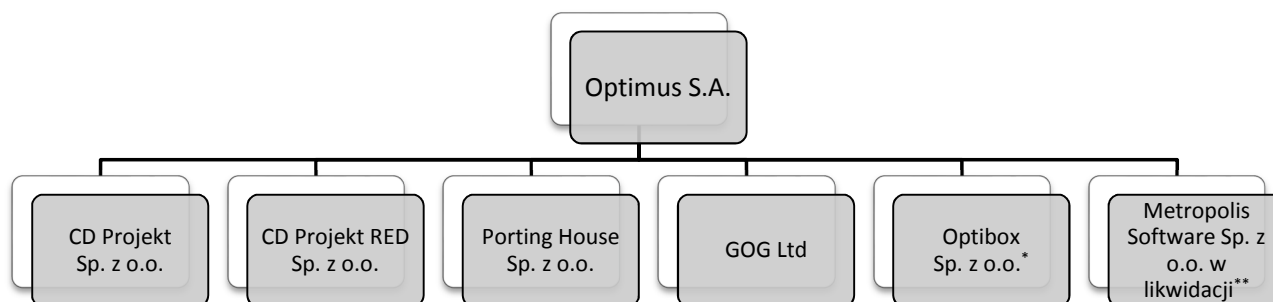 Optimus S.A.
CD Projekt
Sp. z o.o.
CD Projekt RED
Sp. z o.o.
Porting House
Sp. z o.o.
GOG Ltd
Optibox
Sp. z o.o.*
Metropolis
Software Sp. z
o.o. w
likwidacji**